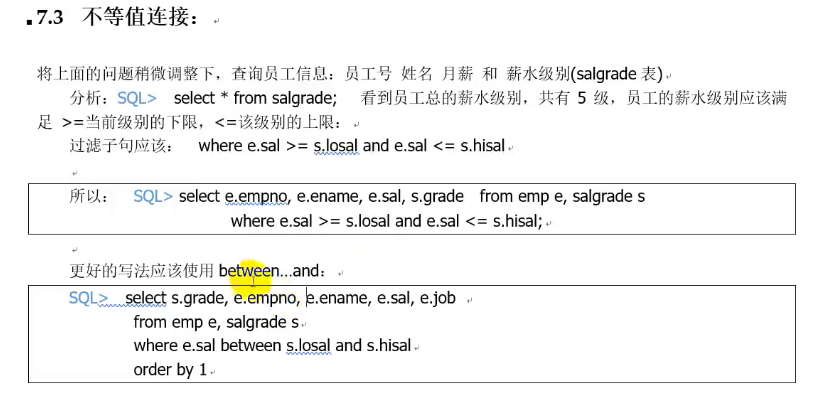 7.3 不等值连接：
将上面的问题稍微调整下，查询员工信息：员工号 姓名 月薪 和 薪水级别(salgrade 表)
分析：SQL> select * from salgrade; 看到员工总的薪水级别，共有 5 级，员工的薪水级别应该满
足 >=当前级别的下限，<=该级别的上限：
过滤子句应该： where e.sal >= s.losal and e.sal <= s.hisal
所以： SQL> select e.empno, e.ename, e.sal, s.grade from emp e, salgrade s
where e.sal >= s.losal and e.sal <= s.hisal;
更好的写法应该使用 between…and：
SQL> select s.grade, e.empno, e.ename, e.sal, e.job
from emp e, salgrade s
where e.sal between s.losal and s.hisal
order by 1